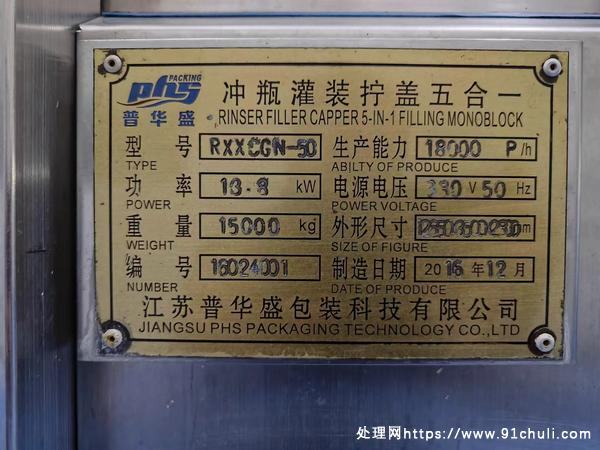 PACKING
phs
普华盛
冲瓶灌装拧盖五合一
RINSER FILLER CAPPER 5-IN-1 FILLING MONOBLOCK
型号 RXXCGN-50 生产能力 18000 P/h
TYPE ABILTY OF PRODUCE
功率 13.8 kW 电源电压 380 V 50 Hz
POWER POWER VOLTAGE
重量 15000 kg 外形尺寸 mm
WEIGHT SIZE OF FIGURE
编号 16024001 制造日期 2016 年 12 月
NUMBER DATE OF PRODUCE
江苏普华盛包装科技有限公司
JIANGSU PHS PACKAGING TECHNOLOGY CO.,LTD
处理网https://www.91chuli.com/